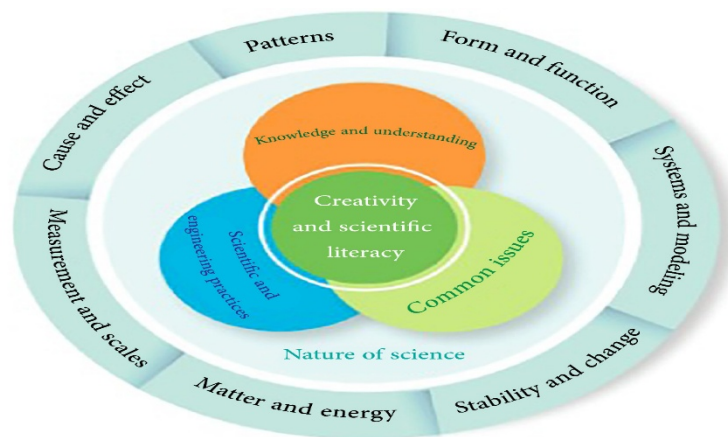 Patterns
Form and function
Cause and effect
Systems and modeling
Measurement and scales
Stability and change
Matter and energy
Knowledge and understanding
Creativity
and scientific
literacy
Scientific and
engineering practices
Common issues
Nature of science